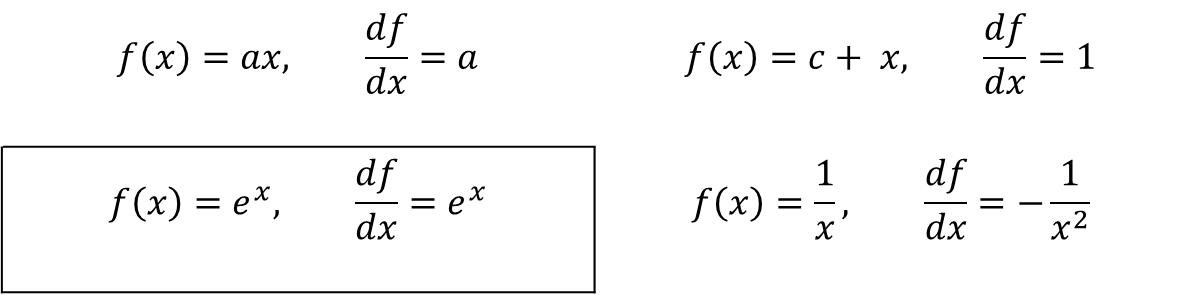 f(x) = ax, df/dx = a
f(x) = c + x, df/dx = 1
f(x) = e^x, df/dx = e^x
f(x) = 1/x, df/dx = −1/x^2